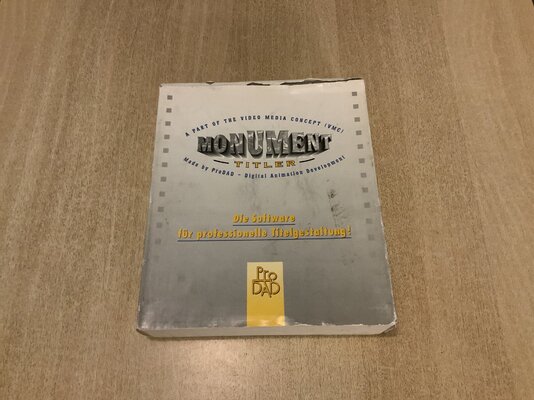 A PART OF THE VIDEO MEDIA CONCEPT (VMC)
MONUMENT
TITLER
Made by ProDAD - Digital Animation Development
Die Software
für professionelle Titelgestaltung!
Pro
DAD